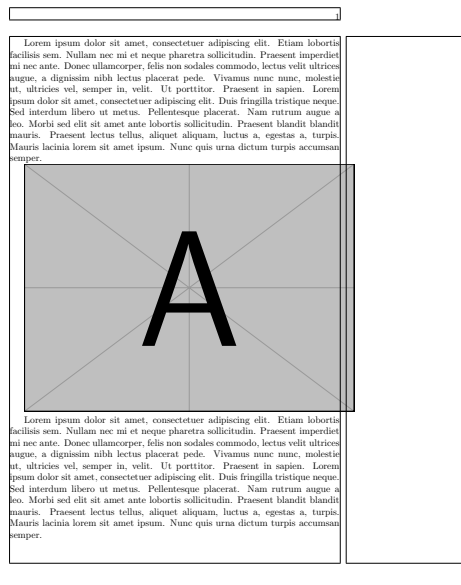 1
Lorem ipsum dolor sit amet, consectetuer adipiscing elit. Etiam lobortis
facilisis sem. Nullam nec mi et neque pharetra sollicitudin. Praesent imperdiet
mi nec ante. Donec ullamcorper, felis non sodales commodo, lectus velit ultrices
augue, a dignissim nibh lectus placerat pede. Vivamus nunc nunc, molestie
ut, ultricies vel, semper in, velit. Ut porttitor. Praesent in sapien. Lorem
ipsum dolor sit amet, consectetuer adipiscing elit. Duis fringilla tristique neque.
Sed interdum libero ut metus. Pellentesque placerat. Nam rutrum augue a
leo. Morbi sed elit sit amet ante lobortis sollicitudin. Praesent blandit blandit
mauris. Praesent lectus tellus, aliquet aliquam, luctus a, egestas a, turpis.
Mauris lacinia lorem sit amet ipsum. Nunc quis urna dictum turpis accumsan
semper.
A
Lorem ipsum dolor sit amet, consectetuer adipiscing elit. Etiam lobortis
facilisis sem. Nullam nec mi et neque pharetra sollicitudin. Praesent imperdiet
mi nec ante. Donec ullamcorper, felis non sodales commodo, lectus velit ultrices
augue, a dignissim nibh lectus placerat pede. Vivamus nunc nunc, molestie
ut, ultricies vel, semper in, velit. Ut porttitor. Praesent in sapien. Lorem
ipsum dolor sit amet, consectetuer adipiscing elit. Duis fringilla tristique neque.
Sed interdum libero ut metus. Pellentesque placerat. Nam rutrum augue a
leo. Morbi sed elit sit amet ante lobortis sollicitudin. Praesent blandit blandit
mauris. Praesent lectus tellus, aliquet aliquam, luctus a, egestas a, turpis.
Mauris lacinia lorem sit amet ipsum. Nunc quis urna dictum turpis accumsan
semper.